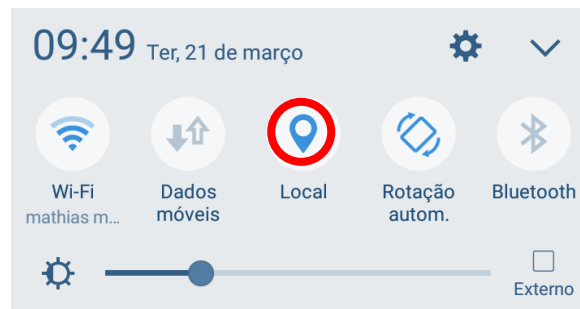 09:49 Ter, 21 de março
Wi-Fi
mathias m...
Dados
móveis
Local
Rotação
autom.
Bluetooth
Externo